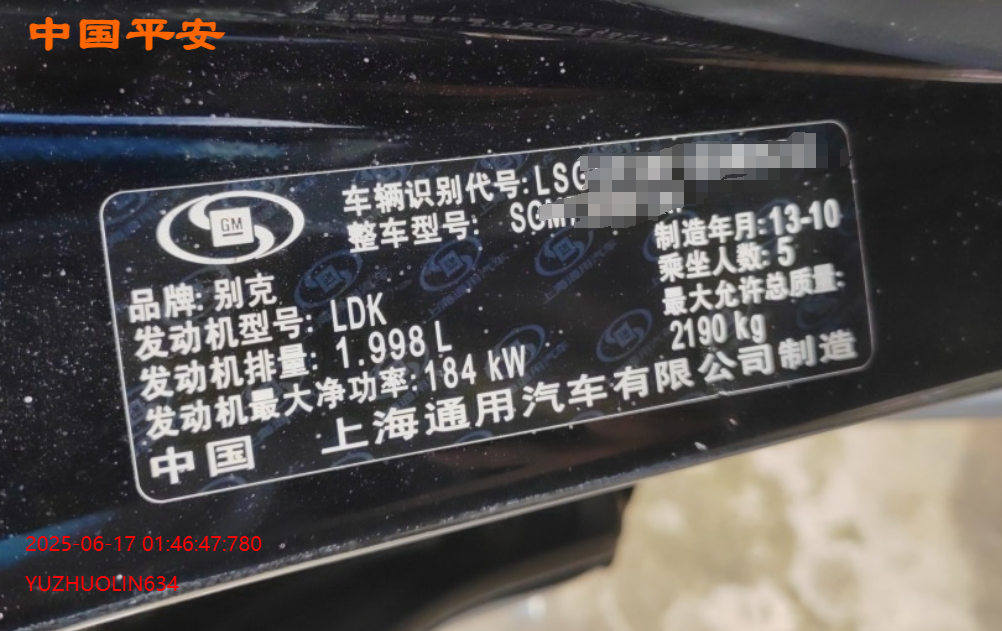 中国平安
GM
车辆识别代号:LSG
整车型号: SGM
制造年月:13-10
品牌: 别克
乘坐人数: 5
发动机型号: LDK
最大允许总质量:
发动机排量: 1.998 L
2190 kg
发动机最大净功率:184 kW
中国 上海通用汽车有限公司制造
2025-06-17 01:46:47:780
YUZHUOLIN634